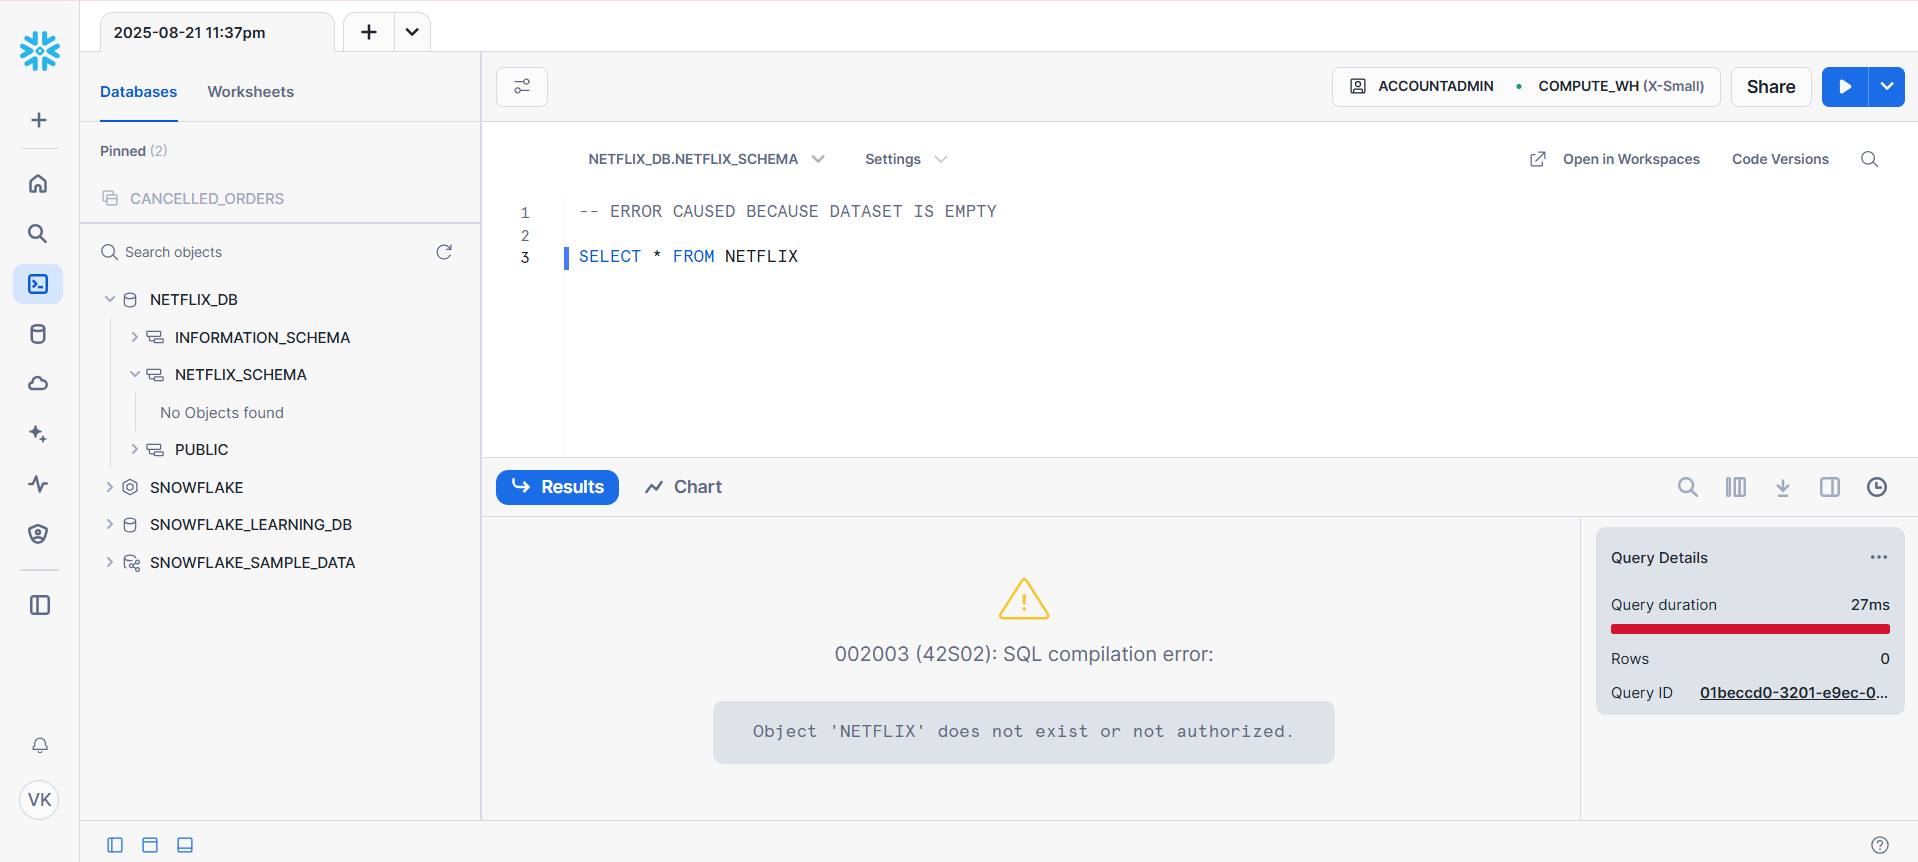 2025-08-21 11:37pm
Databases Worksheets
ACCOUNTADMIN • COMPUTE_WH (X-Small) Share
Pinned (2)
CANCELLED_ORDERS
Search objects
NETFLIX_DB
INFORMATION_SCHEMA
NETFLIX_SCHEMA
No Objects found
PUBLIC
SNOWFLAKE
SNOWFLAKE_LEARNING_DB
SNOWFLAKE_SAMPLE_DATA
VK
NETFLIX_DB.NETFLIX_SCHEMA Settings Open in Workspaces Code Versions
1 -- ERROR CAUSED BECAUSE DATASET IS EMPTY
2
3 SELECT * FROM NETFLIX
Results Chart
002003 (42S02): SQL compilation error:
Object 'NETFLIX' does not exist or not authorized.
Query Details ...
Query duration 27ms
Rows 0
Query ID 01beccd0-3201-e9ec-0...